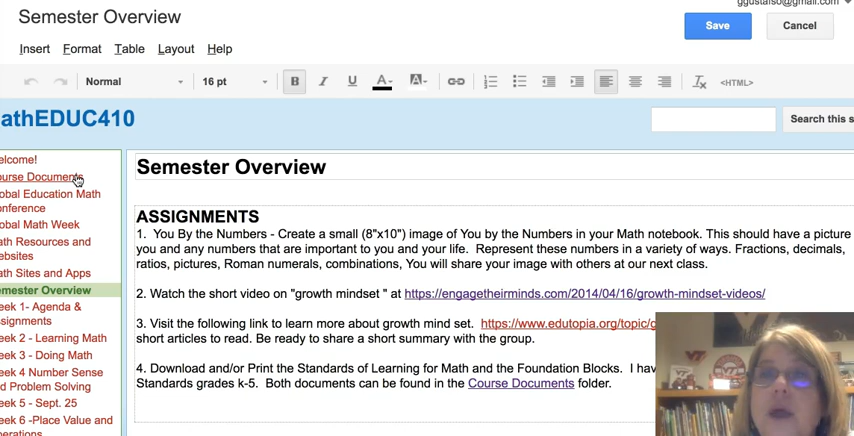 Semester Overview
ggustafso@gmail.com
Save
Cancel
Insert Format Table Layout Help
Normal 16 pt B I U A A <HTML>
athEDUC410
Search this s
elcome!
ourse Documents
obal Education Math
onference
obal Math Week
ath Resources and
ebsites
ath Sites and Apps
emester Overview
eek 1- Agenda &
ssignments
eek 2 - Learning Math
eek 3 - Doing Math
eek 4 Number Sense
d Problem Solving
eek 5 - Sept. 25
eek 6 -Place Value and
perations
Semester Overview
ASSIGNMENTS
1. You By the Numbers - Create a small (8"x10") image of You by the Numbers in your Math notebook. This should have a picture
you and any numbers that are important to you and your life. Represent these numbers in a variety of ways. Fractions, decimals,
ratios, pictures, Roman numerals, combinations, You will share your image with others at our next class.
2. Watch the short video on "growth mindset " at https://engagetheirminds.com/2014/04/16/growth-mindset-videos/
3. Visit the following link to learn more about growth mind set. https://www.edutopia.org/topic/g
short articles to read. Be ready to share a short summary with the group.
4. Download and/or Print the Standards of Learning for Math and the Foundation Blocks. I hav
Standards grades k-5. Both documents can be found in the Course Documents folder.